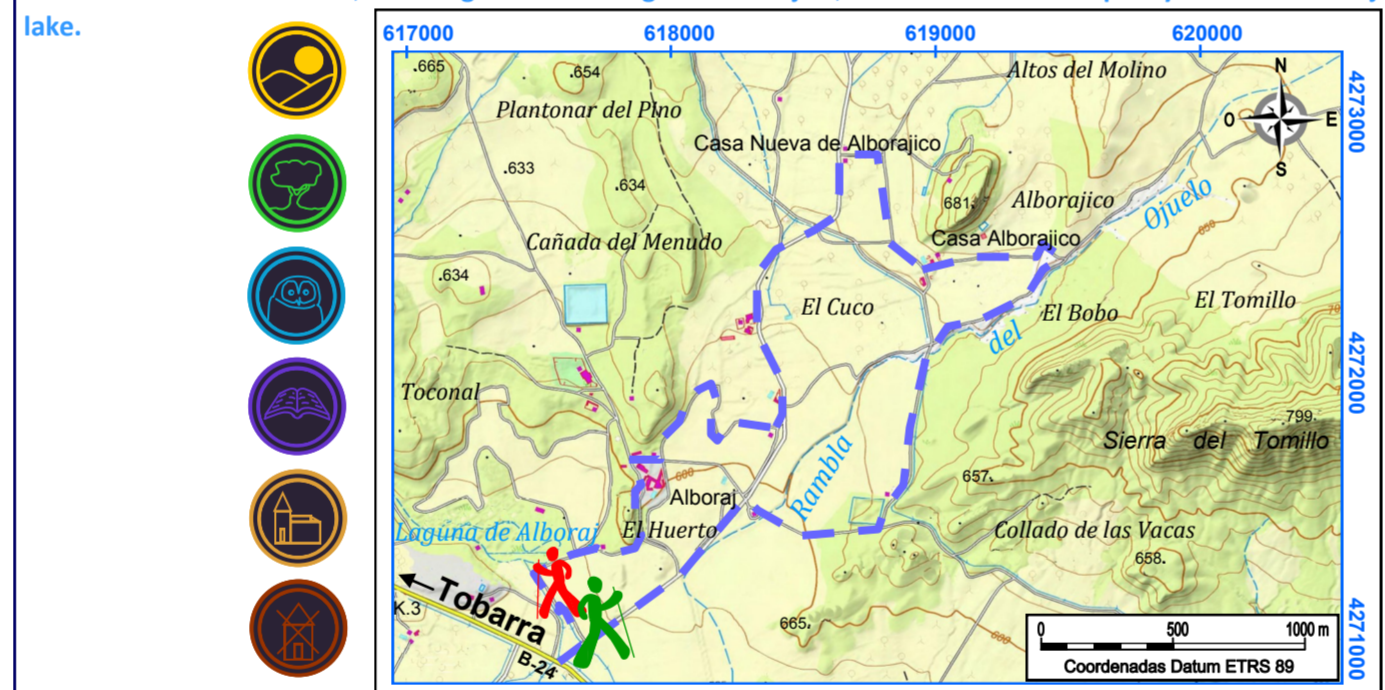 lake.
617000 618000 619000 620000
4273000
4272000
4271000
.665
.654
Altos del Molino
N
O E
S
Plantonar del Pino
Casa Nueva de Alborajico
.633
.634
681.
Alborajico
Ojuelo
Cañada del Menudo
Casa Alborajico
.634
El Cuco
El Bobo
El Tomillo
del
Toconal
799.
Sierra del Tomillo
600
Rambla
657.
Alboraj
Laguna de Alboraj
El Huerto
Collado de las Vacas
658.
Tobarra
K.3
665.
600
B-24
0 500 1000 m
Coordenadas Datum ETRS 89